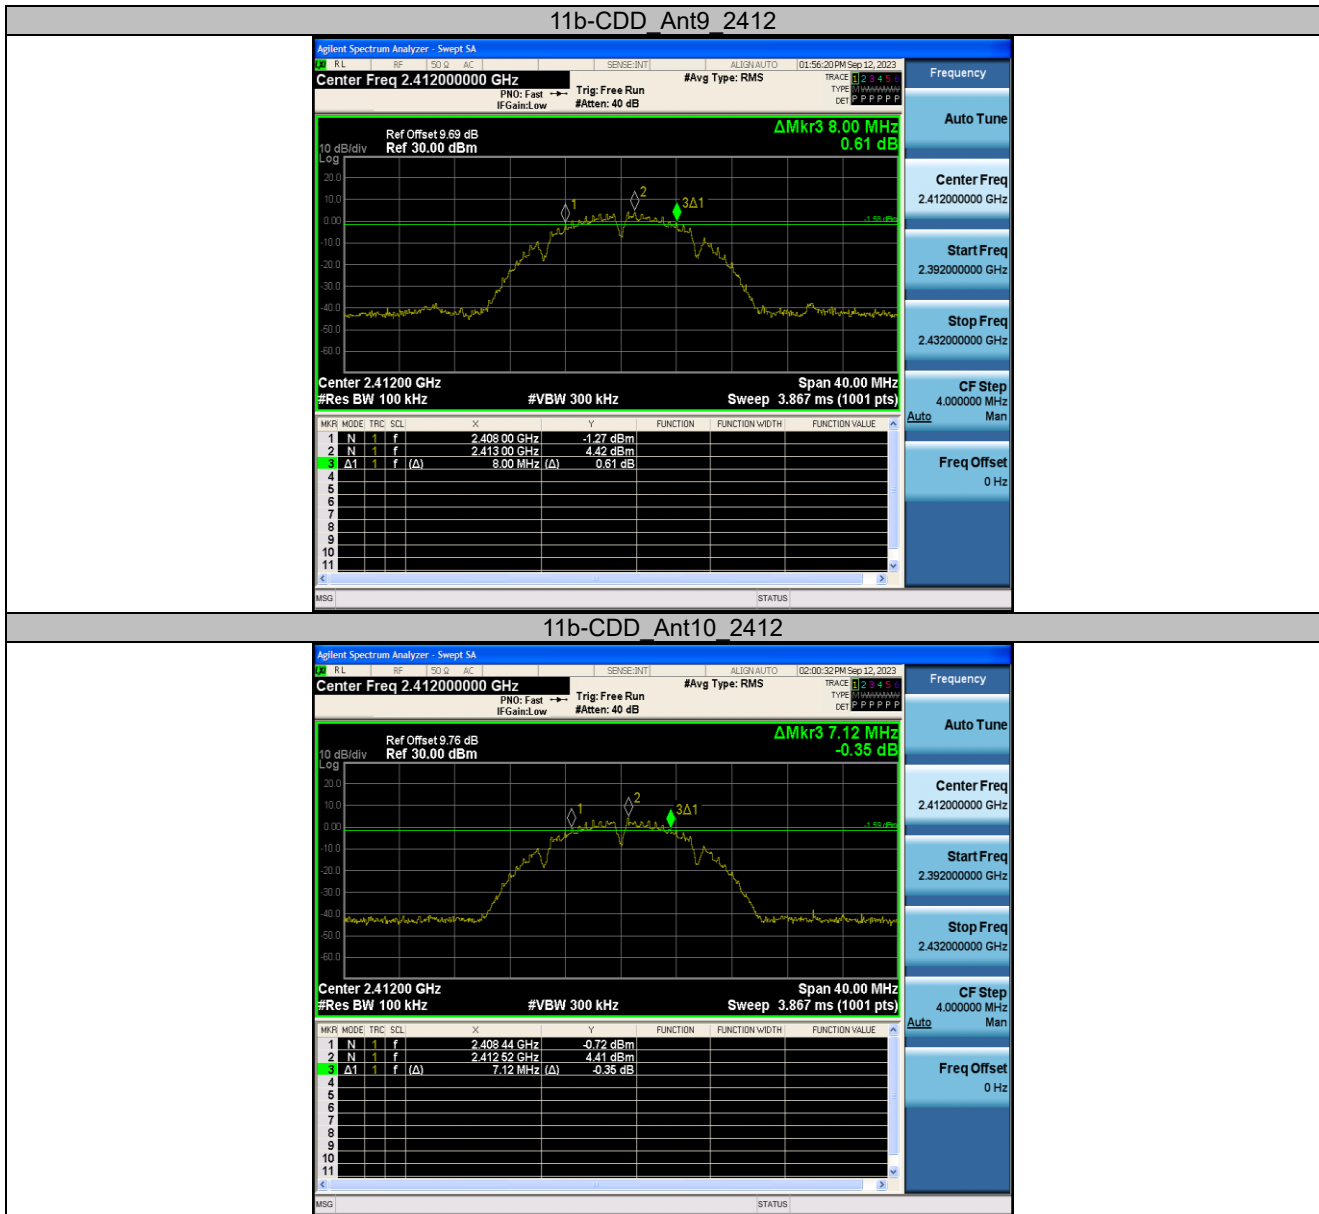 11b-CDD_Ant9_2412
Agilent Spectrum Analyzer - Swept SA
RL RF 50 Ω AC SENSE:INT ALIGN AUTO 01:56:20 PM Sep 12, 2023
Center Freq 2.412000000 GHz #Avg Type: RMS TRACE 1 2 3 4 5 6
PNO: Fast Trig: Free Run TYPE M WWWWW
IFGain:Low #Atten: 40 dB DET P P P P P P
Frequency
Auto Tune
Center Freq
2.412000000 GHz
Start Freq
2.392000000 GHz
Stop Freq
2.432000000 GHz
CF Step
4.000000 MHz
Auto Man
Freq Offset
0 Hz
ΔMkr3 8.00 MHz
0.61 dB
Ref Offset 9.69 dB
10 dB/div Ref 30.00 dBm
Log
20.0
10.0
0.00
-10.0
-20.0
-30.0
-40.0
-50.0
-60.0
1
2
3Δ1
-1.58 dBm
Center 2.41200 GHz Span 40.00 MHz
#Res BW 100 kHz #VBW 300 kHz Sweep 3.867 ms (1001 pts)
MKR MODE TRC SCL X Y FUNCTION FUNCTION WIDTH FUNCTION VALUE
1 N 1 f 2.408 00 GHz -1.27 dBm
2 N 1 f 2.413 00 GHz 4.42 dBm
3 Δ1 1 f (Δ) 8.00 MHz (Δ) 0.61 dB
4
5
6
7
8
9
10
11
MSG STATUS
11b-CDD_Ant10_2412
Agilent Spectrum Analyzer - Swept SA
RL RF 50 Ω AC SENSE:INT ALIGN AUTO 02:00:32 PM Sep 12, 2023
Center Freq 2.412000000 GHz #Avg Type: RMS TRACE 1 2 3 4 5 6
PNO: Fast Trig: Free Run TYPE M WWWWW
IFGain:Low #Atten: 40 dB DET P P P P P P
Frequency
Auto Tune
Center Freq
2.412000000 GHz
Start Freq
2.392000000 GHz
Stop Freq
2.432000000 GHz
CF Step
4.000000 MHz
Auto Man
Freq Offset
0 Hz
ΔMkr3 7.12 MHz
-0.35 dB
Ref Offset 9.76 dB
10 dB/div Ref 30.00 dBm
Log
20.0
10.0
0.00
-10.0
-20.0
-30.0
-40.0
-50.0
-60.0
1
2
3Δ1
-1.59 dBm
Center 2.41200 GHz Span 40.00 MHz
#Res BW 100 kHz #VBW 300 kHz Sweep 3.867 ms (1001 pts)
MKR MODE TRC SCL X Y FUNCTION FUNCTION WIDTH FUNCTION VALUE
1 N 1 f 2.408 44 GHz -0.72 dBm
2 N 1 f 2.412 52 GHz 4.41 dBm
3 Δ1 1 f (Δ) 7.12 MHz (Δ) -0.35 dB
4
5
6
7
8
9
10
11
MSG STATUS